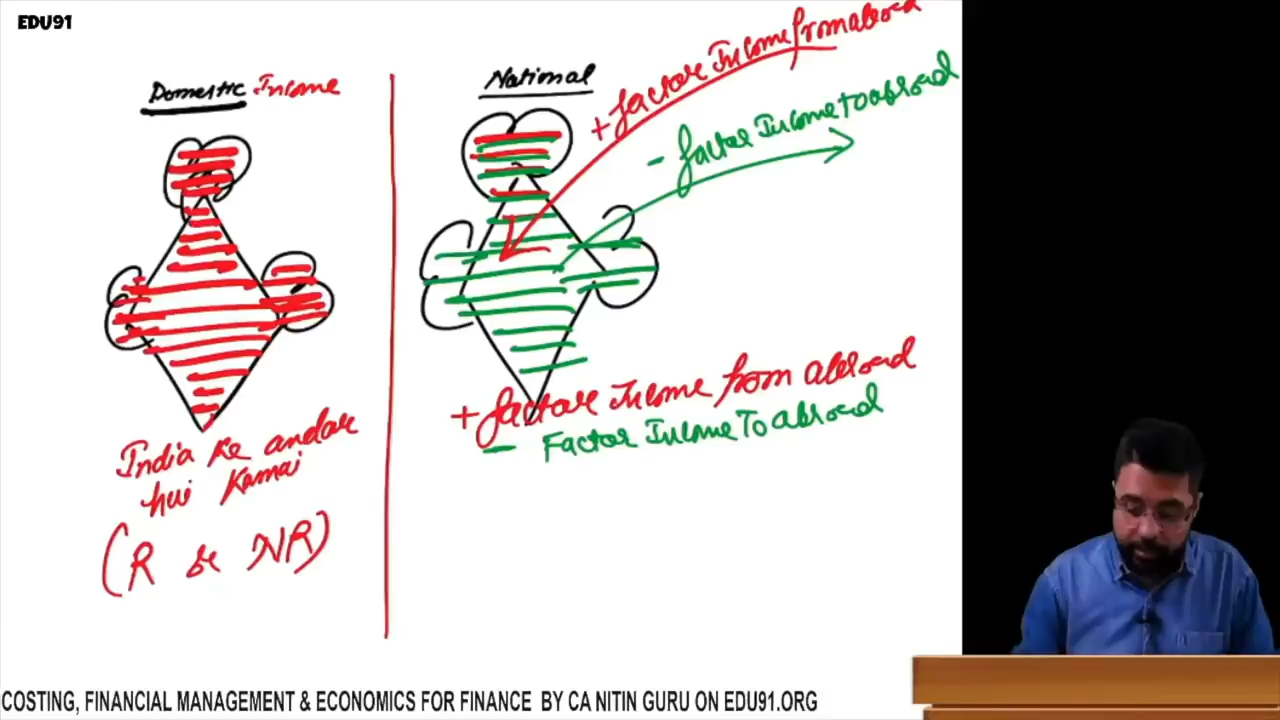 EDU91
Domestic Income
India ke andar
hui Kamai
(R & NR)
National
+ factor Income from abroad
- factor Income to abroad
+ factor Income from abroad
- Factor Income To abroad
COSTING, FINANCIAL MANAGEMENT & ECONOMICS FOR FINANCE BY CA NITIN GURU ON EDU91.ORG